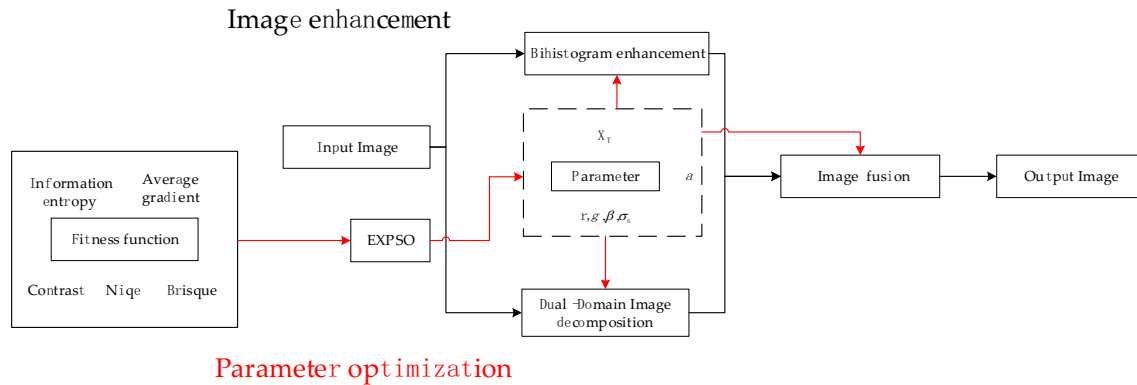 Image enhancement
Bihistogram enhancement
Input Image
X_T
Parameter
a
r,g,β,σ_s
Image fusion
Output Image
Information
entropy
Average
gradient
Fitness function
Contrast Niqe Brisque
EXPSO
Dual-Domain Image
decomposition
Parameter optimization